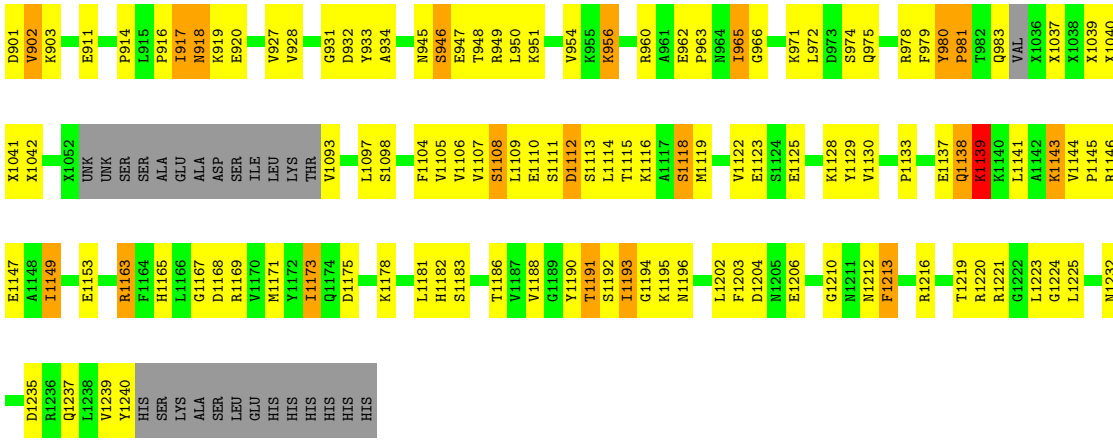 D901 V902 K903 E911 P914 L915 P916 I917 N918 K919 E920 V927 V928 G931 D932 Y933 A934 N945 S946 E947 T948 R949 L950 K951 V954 K955 K956 R960 A961 E962 P963 N964 I965 G966 K971 L972 D973 S974 Q975 R978 F979 Y980 P981 T982 Q983 VAL X1036 X1037 X1038 X1039 X1040
X1041 X1042 X1052 UNK UNK SER SER ALA GLU ALA ASP SER ILE LEU LYS THR V1093 L1097 S1098 F1104 V1105 V1106 V1107 S1108 L1109 E1110 V1111 D1112 S1113 L1114 T1115 K1116 A1117 S1118 M1119 V1122 E1123 S1124 E1125 K1128 Y1129 V1130 P1133 E1137 Q1138 K1139 K1140 L1141 A1142 K1143 V1144 P1145 R1146
E1147 A1148 I1149 E1153 R1163 F1164 H1165 L1166 G1167 D1168 R1169 V1170 M1171 Y1172 I1173 Q1174 D1175 K1178 L1181 H1182 S1183 T1186 V1187 V1188 G1189 Y1190 T1191 S1192 I1193 G1194 K1195 N1196 L1202 F1203 D1204 N1205 E1206 G1210 N1211 N1212 F1213 R1216 T1219 R1220 R1221 G1222 L1223 G1224 L1225 N1232
D1235 R1236 Q1237 L1238 V1239 Y1240 HIS SER LYS ALA SER LEU GLU HIS HIS HIS HIS HIS HIS